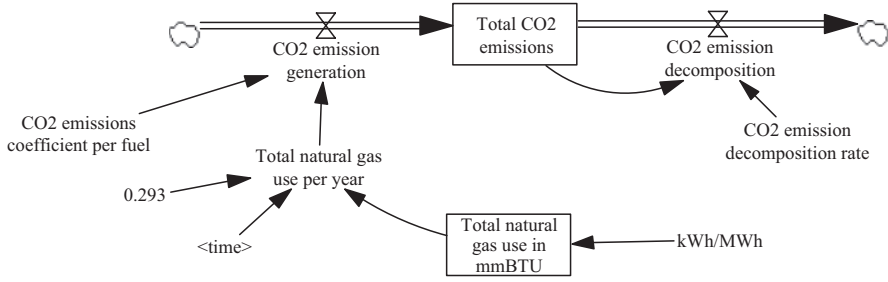 Total CO2
emissions
CO2 emission
generation
CO2 emission
decomposition
CO2 emissions
coefficient per fuel
CO2 emission
decomposition rate
Total natural gas
use per year
0.293
<time>
Total natural
gas use in
mmBTU
kWh/MWh